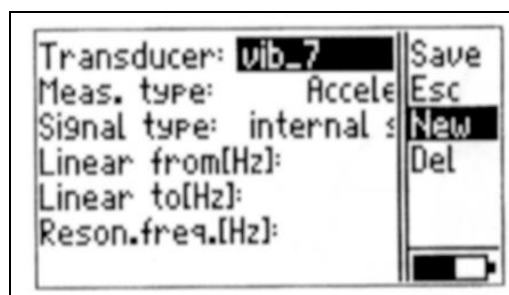 Transducer: vib_7
Meas. type: Accele
Signal type: internal s
Linear from[Hz]:
Linear to[Hz]:
Reson.freq.[Hz]:
Save
Esc
New
Del